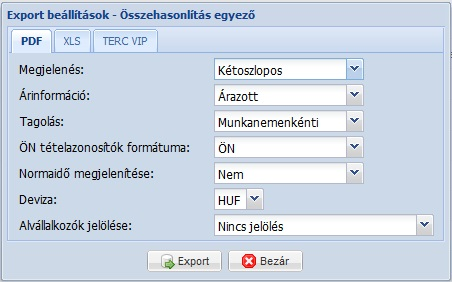 Export beállítások - Összehasonlítás egyező
PDF XLS TERC VIP
Megjelenés: Kétoszlopos
Árinformáció: Árazott
Tagolás: Munkanemenkénti
ÖN tételazonosítók formátuma: ÖN
Normaidő megjelenítése: Nem
Deviza: HUF
Alvállalkozók jelölése: Nincs jelölés
Export Bezár